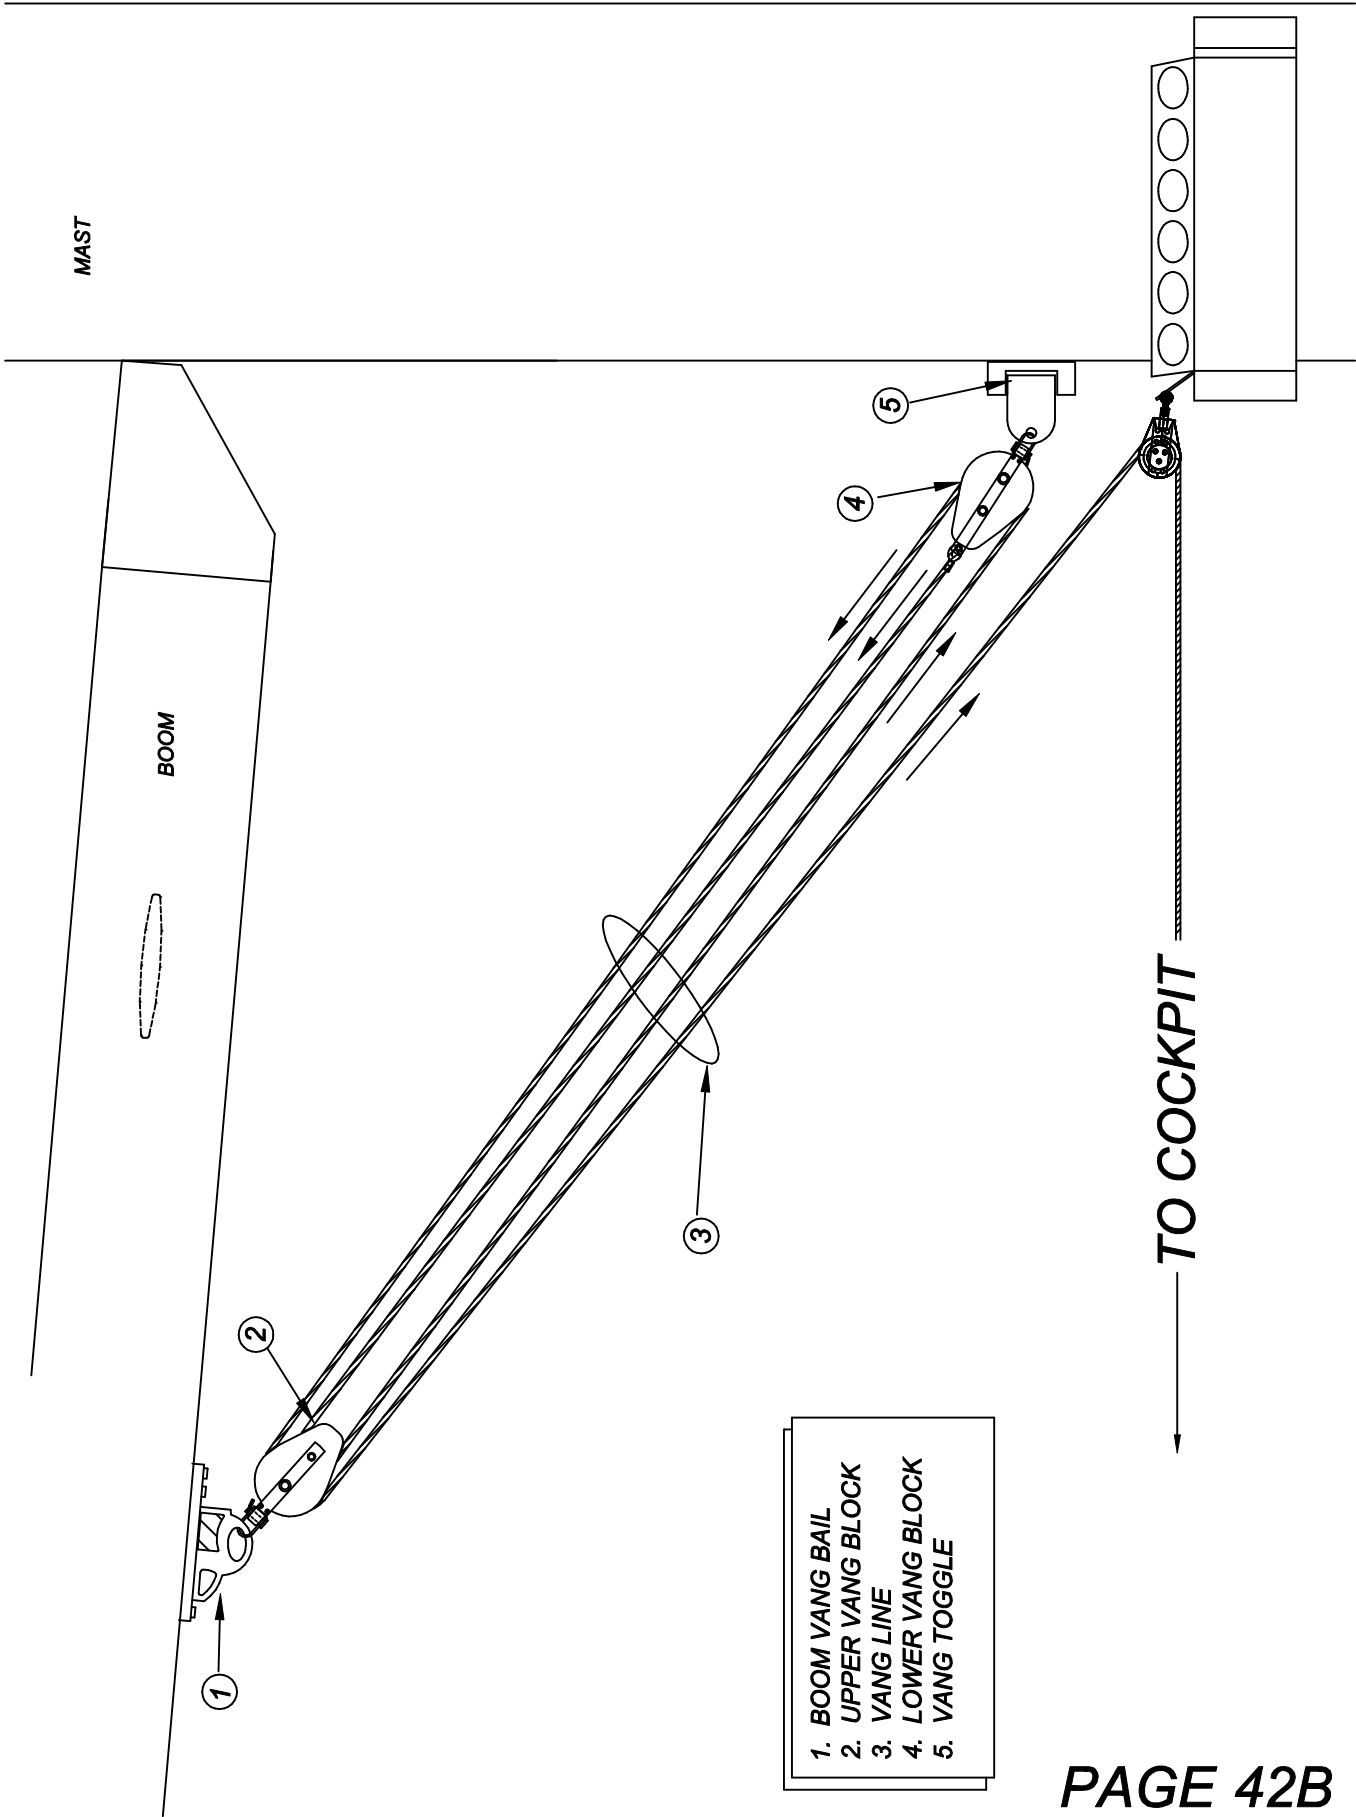 MAST
BOOM
5
4
3
2
1
TO COCKPIT
1. BOOM VANG BAIL
2. UPPER VANG BLOCK
3. VANG LINE
4. LOWER VANG BLOCK
5. VANG TOGGLE
PAGE 42B